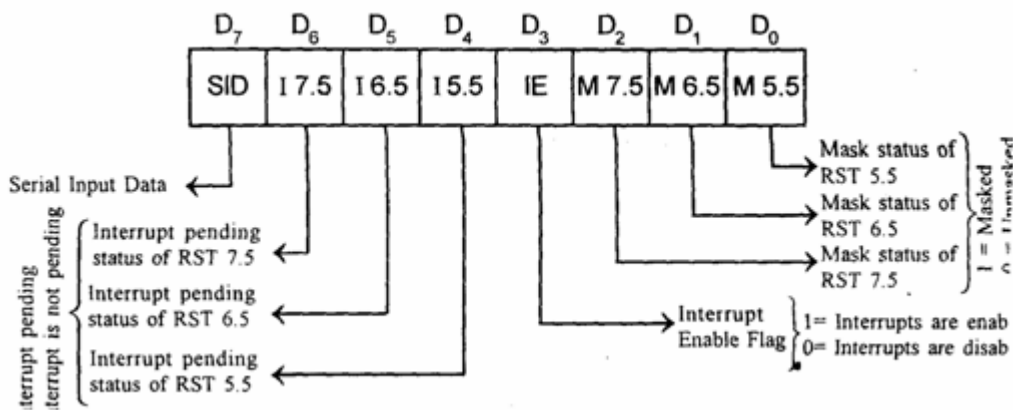 D7 D6 D5 D4 D3 D2 D1 D0
SID I 7.5 I 6.5 I 5.5 IE M 7.5 M 6.5 M 5.5
Serial Input Data
Interrupt pending
status of RST 7.5
Interrupt pending
status of RST 6.5
Interrupt pending
status of RST 5.5
nterrupt pending
nterrupt is not pending
Mask status of
RST 5.5
Mask status of
RST 6.5
Mask status of
RST 7.5
1 = Masked
= Unmasked
Interrupt
Enable Flag
1= Interrupts are enab
0= Interrupts are disab